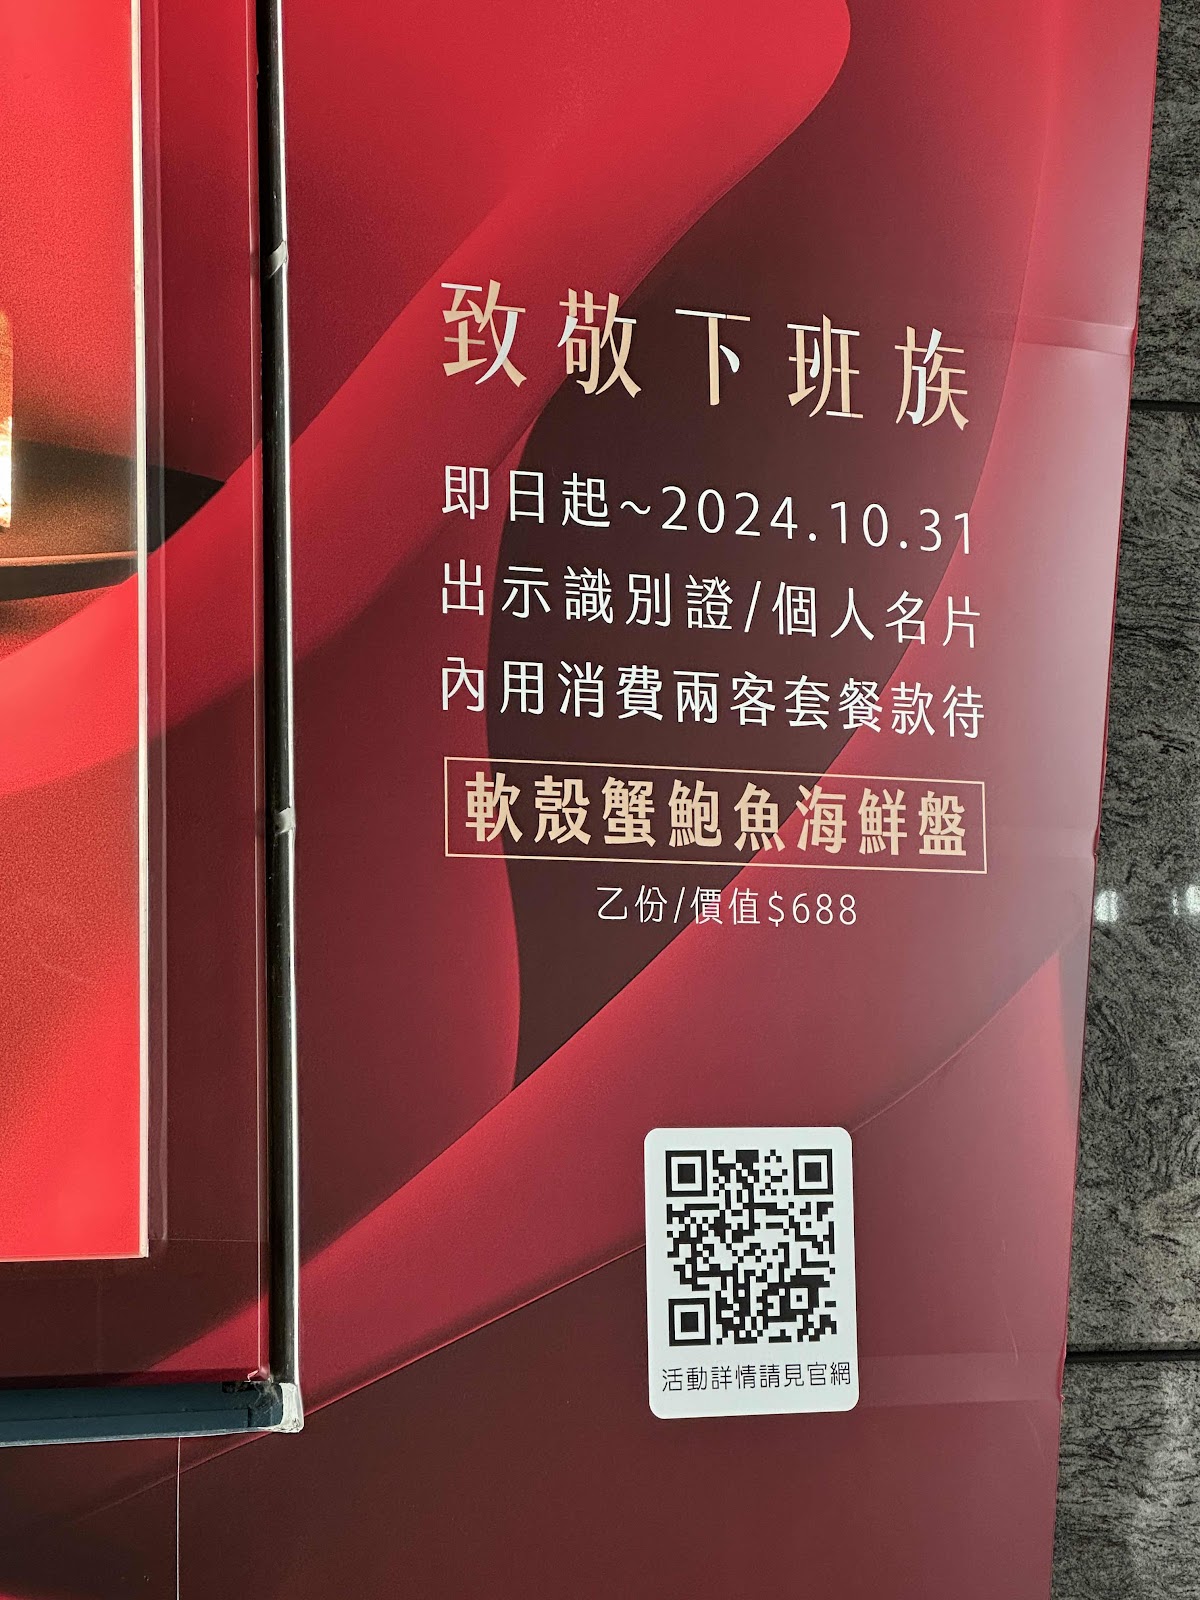 致敬下班族
即日起~2024.10.31
出示識別證/個人名片
內用消費兩客套餐款待
軟殼蟹鮑魚海鮮盤
乙份/價值$688
活動詳情請見官網